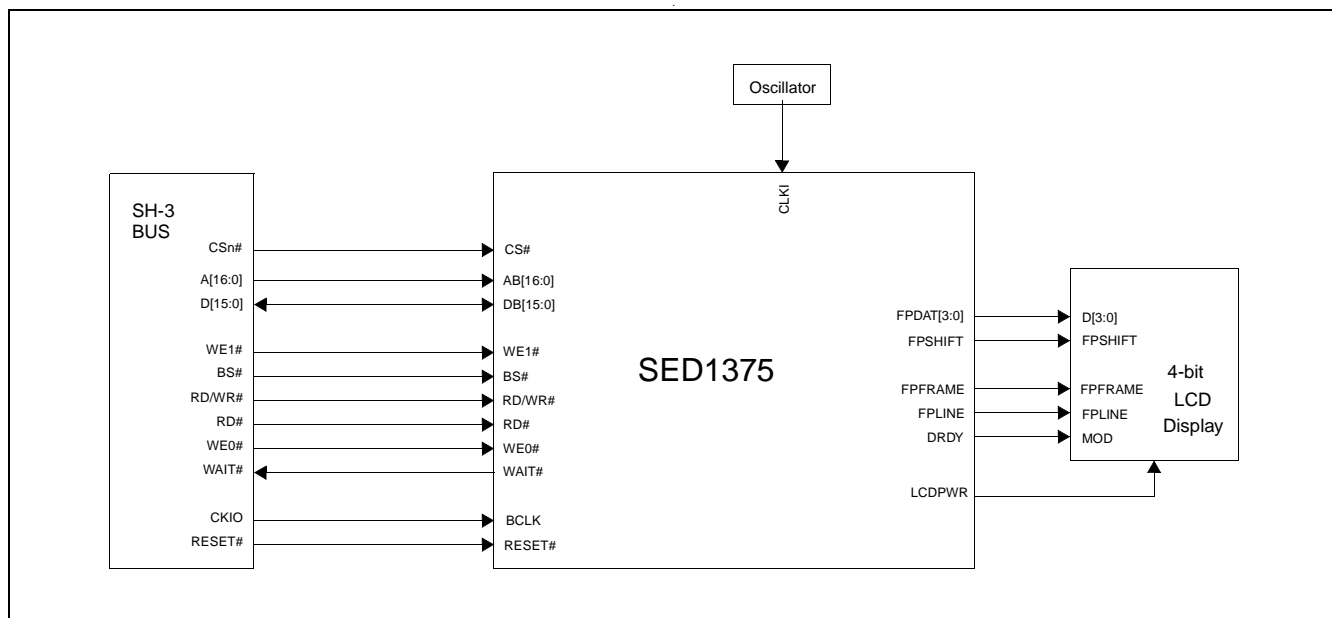 Oscillator
CLKI
SH-3
BUS
CSn#
A[16:0]
D[15:0]
WE1#
BS#
RD/WR#
RD#
WE0#
WAIT#
CKIO
RESET#
CS#
AB[16:0]
DB[15:0]
WE1#
BS#
RD/WR#
RD#
WE0#
WAIT#
BCLK
RESET#
SED1375
FPDAT[3:0]
FPSHIFT
FPFRAME
FPLINE
DRDY
LCDPWR
D[3:0]
FPSHIFT
FPFRAME
FPLINE
MOD
4-bit
LCD
Display